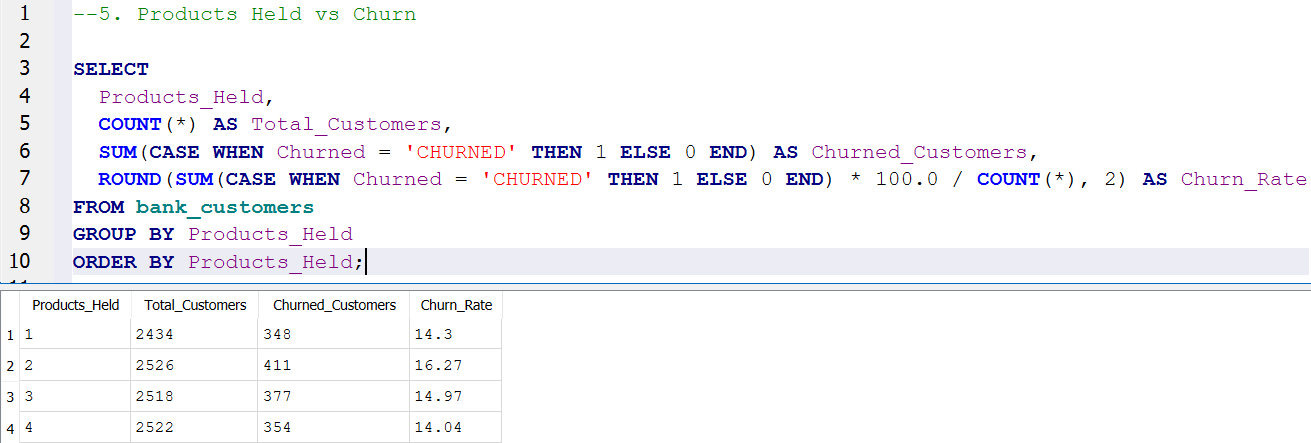 1 --5. Products Held vs Churn
2
3 SELECT
4 Products_Held,
5 COUNT(*) AS Total_Customers,
6 SUM(CASE WHEN Churned = 'CHURNED' THEN 1 ELSE 0 END) AS Churned_Customers,
7 ROUND(SUM(CASE WHEN Churned = 'CHURNED' THEN 1 ELSE 0 END) * 100.0 / COUNT(*), 2) AS Churn_Rate
8 FROM bank_customers
9 GROUP BY Products_Held
10 ORDER BY Products_Held;
Products_Held Total_Customers Churned_Customers Churn_Rate
1 1 2434 348 14.3
2 2 2526 411 16.27
3 3 2518 377 14.97
4 4 2522 354 14.04